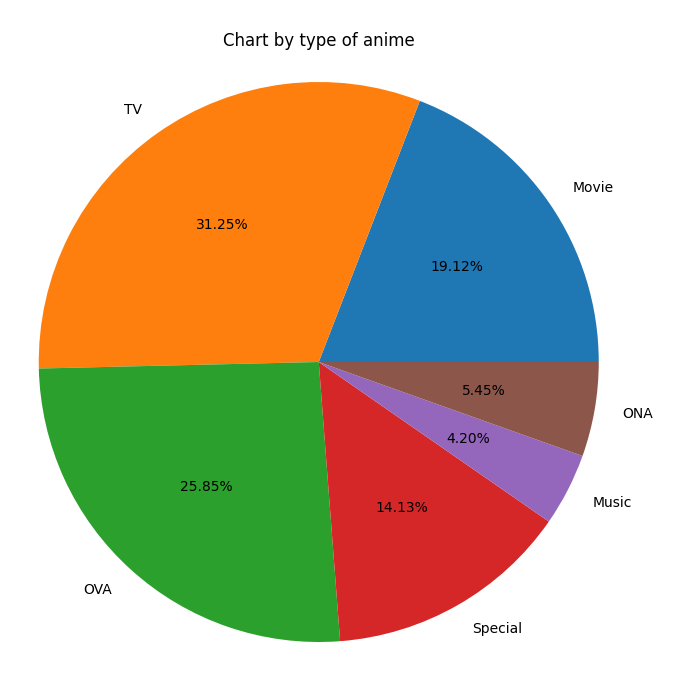 Chart by type of anime
TV
Movie
31.25%
19.12%
5.45%
ONA
4.20%
25.85%
Music
14.13%
OVA
Special